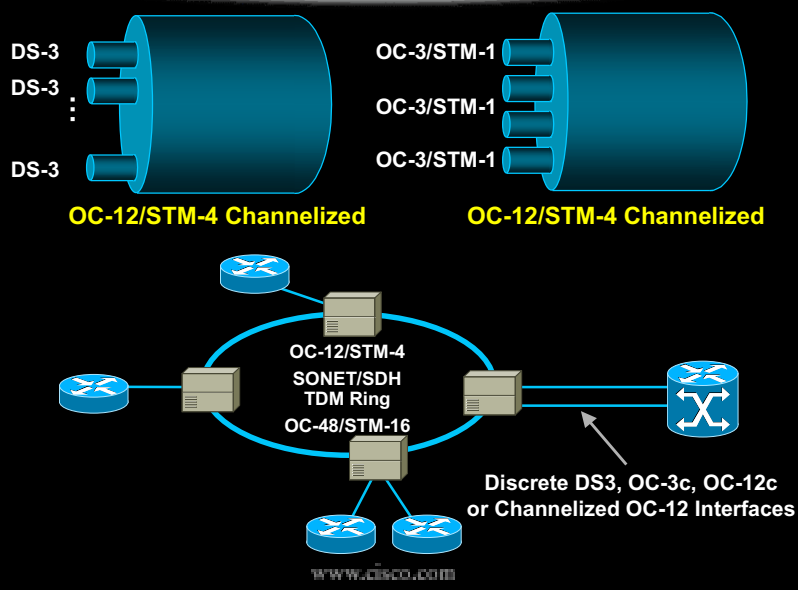 DS-3
DS-3
⋮
DS-3
OC-12/STM-4 Channelized
OC-3/STM-1
OC-3/STM-1
OC-3/STM-1
OC-12/STM-4 Channelized
OC-12/STM-4
SONET/SDH
TDM Ring
OC-48/STM-16
Discrete DS3, OC-3c, OC-12c
or Channelized OC-12 Interfaces
www.cisco.com